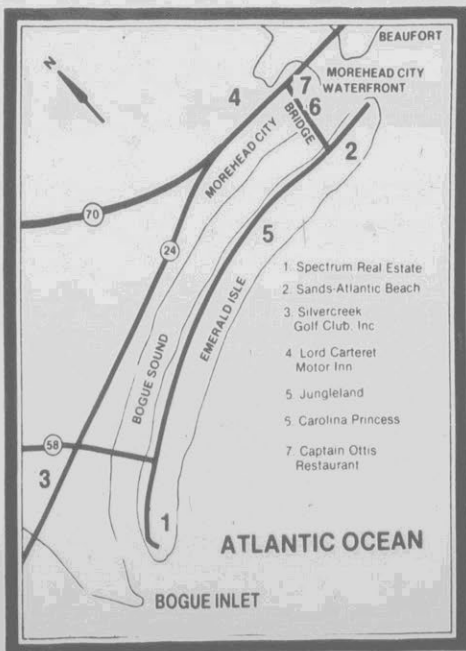 BEAUFORT
N
MOREHEAD CITY
WATERFRONT
7
6
4
BRIDGE
2
MOREHEAD CITY
70
24
5
EMERALD ISLE
BOGUE SOUND
1. Spectrum Real Estate
2. Sands-Atlantic Beach
3. Silvercreek
Golf Club, Inc
4. Lord Carteret
Motor Inn
5. Jungleland
6. Carolina Princess
7. Captain Ottis
Restaurant
58
3
1
ATLANTIC OCEAN
BOGUE INLET